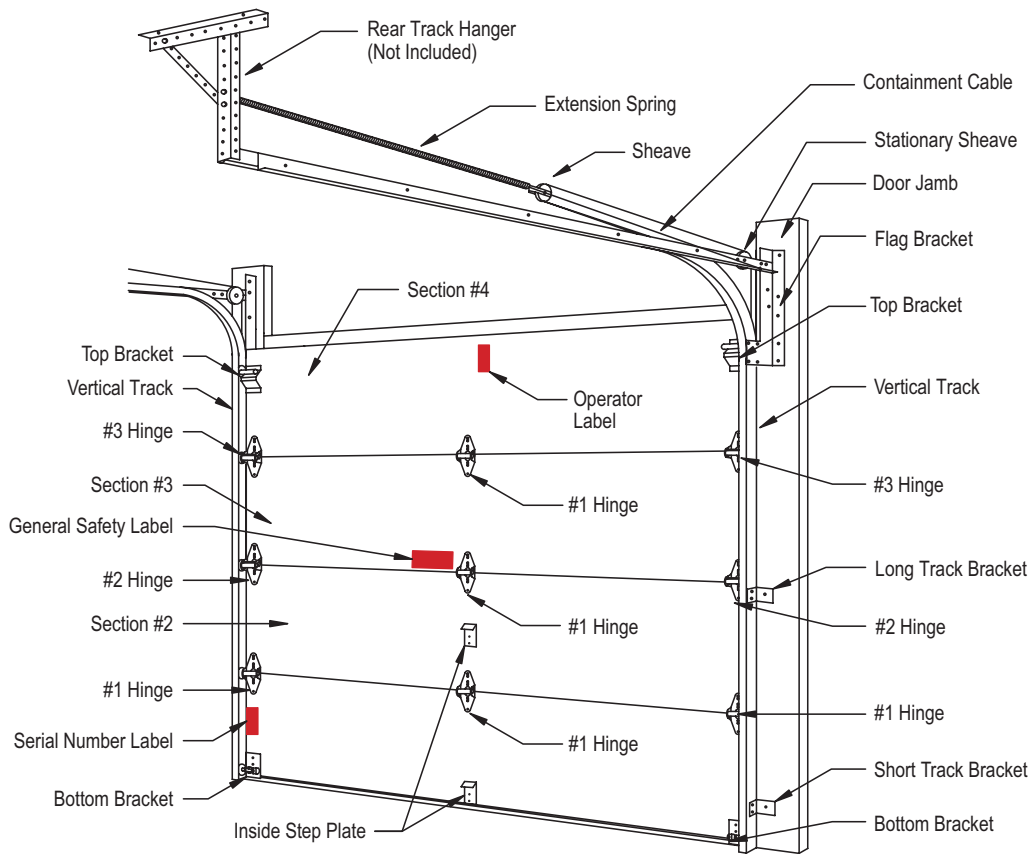 Rear Track Hanger
(Not Included)
Extension Spring
Containment Cable
Sheave
Stationary Sheave
Door Jamb
Flag Bracket
Section #4
Top Bracket
Top Bracket
Vertical Track
Vertical Track
Operator
Label
#3 Hinge
Section #3
#1 Hinge
#3 Hinge
General Safety Label
#2 Hinge
Long Track Bracket
Section #2
#1 Hinge
#2 Hinge
#1 Hinge
#1 Hinge
Serial Number Label
#1 Hinge
Short Track Bracket
Bottom Bracket
Inside Step Plate
Bottom Bracket